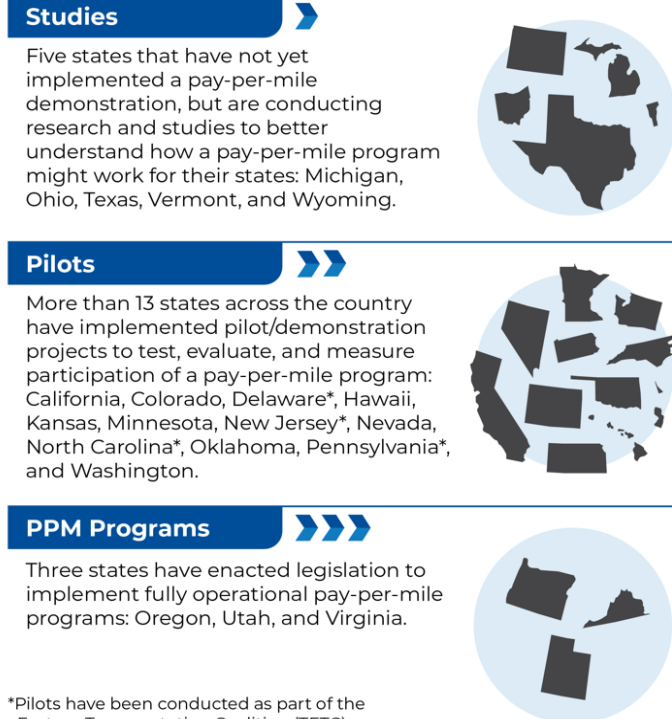 Studies
Five states that have not yet
implemented a pay-per-mile
demonstration, but are conducting
research and studies to better
understand how a pay-per-mile program
might work for their states: Michigan,
Ohio, Texas, Vermont, and Wyoming.
Pilots
More than 13 states across the country
have implemented pilot/demonstration
projects to test, evaluate, and measure
participation of a pay-per-mile program:
California, Colorado, Delaware*, Hawaii,
Kansas, Minnesota, New Jersey*, Nevada,
North Carolina*, Oklahoma, Pennsylvania*,
and Washington.
PPM Programs
Three states have enacted legislation to
implement fully operational pay-per-mile
programs: Oregon, Utah, and Virginia.
*Pilots have been conducted as part of the